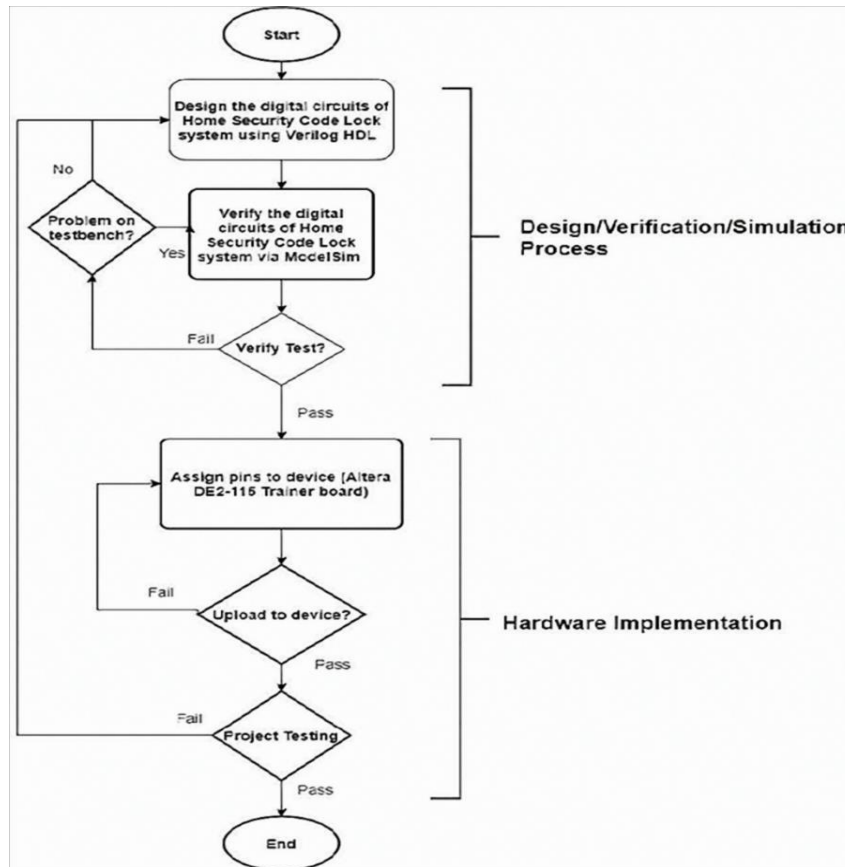 Start
Design the digital circuits of
Home Security Code Lock
system using Verilog HDL
No
Problem on
testbench?
Yes
Verify the digital
circuits of Home
Security Code Lock
system via ModelSim
Design/Verification/Simulation
Process
Fail
Verify Test?
Pass
Assign pins to device (Altera
DE2-115 Trainer board)
Fail
Upload to device?
Hardware Implementation
Pass
Fail
Project Testing
Pass
End